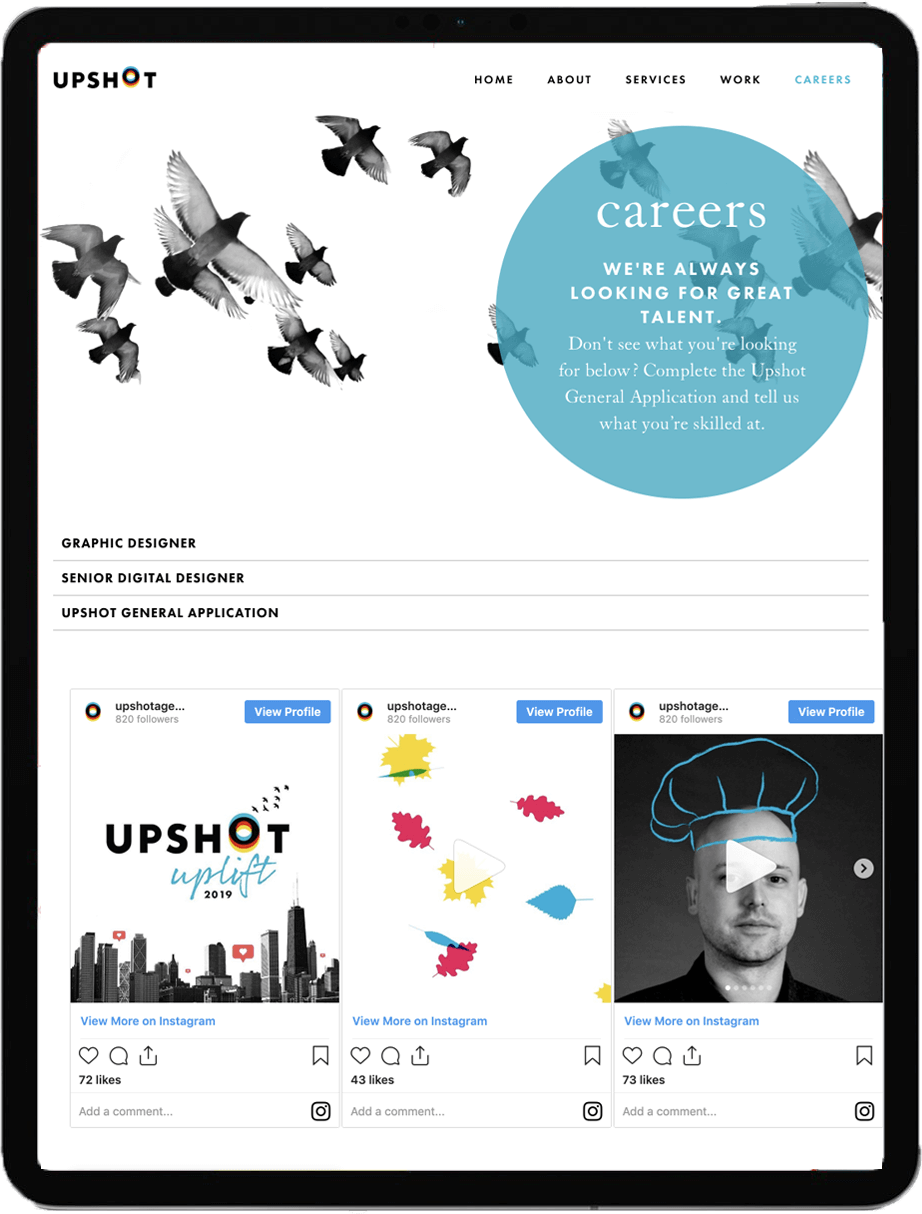 UPSHOT
HOME ABOUT SERVICES WORK CAREERS
careers
WE'RE ALWAYS
LOOKING FOR GREAT
TALENT.
Don't see what you're looking
for below? Complete the Upshot
General Application and tell us
what you’re skilled at.
GRAPHIC DESIGNER
SENIOR DIGITAL DESIGNER
UPSHOT GENERAL APPLICATION
upshotage...
820 followers
View Profile
UPSHOT
uplift
2019
View More on Instagram
72 likes
Add a comment...
upshotage...
820 followers
View Profile
View More on Instagram
43 likes
Add a comment...
upshotage...
820 followers
View Profile
View More on Instagram
73 likes
Add a comment...